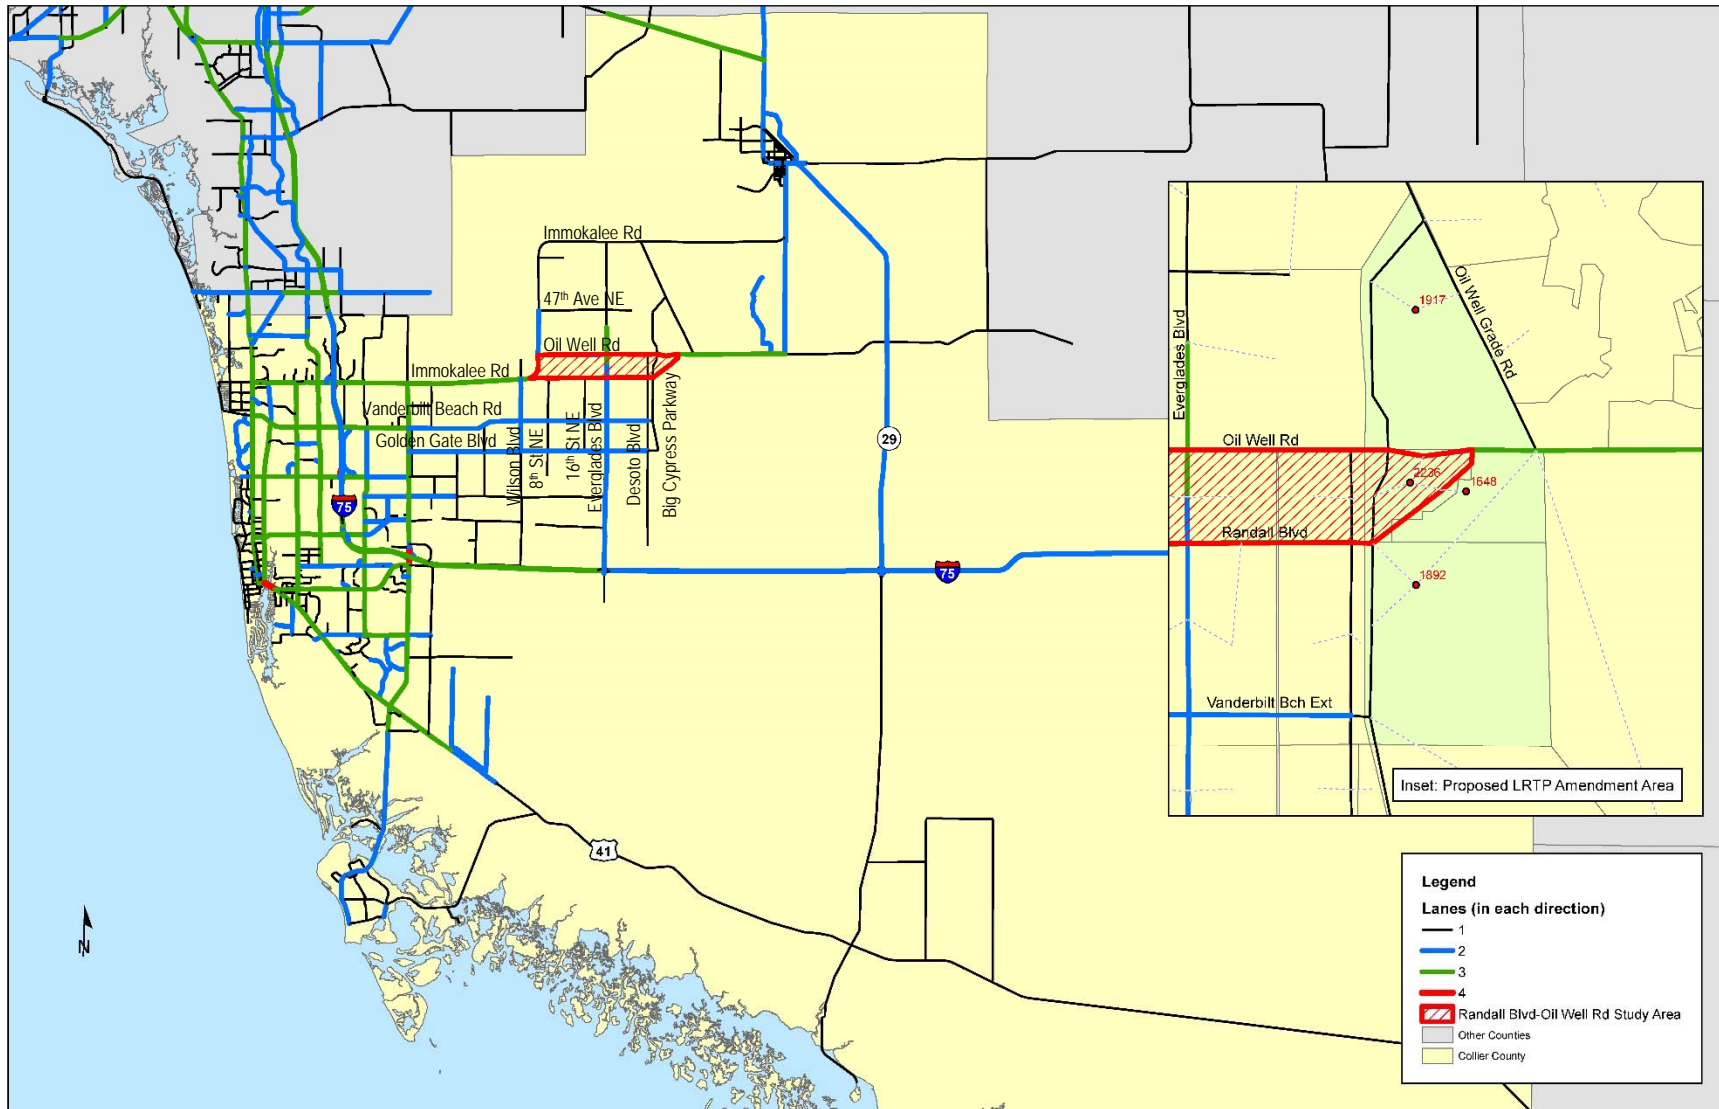 Immokalee Rd
47th Ave NE
Oil Well Rd
Immokalee Rd
Vanderbilt Beach Rd
Golden Gate Blvd
Wilson Blvd
8th St NE
16th St NE
Everglades Blvd
Desoto Blvd
Big Cypress Parkway
29
75
75
41
N
Everglades Blvd
Oil Well Grade Rd
1917
Oil Well Rd
2236
1648
Randall Blvd
1892
Vanderbilt Bch Ext
Inset: Proposed LRTP Amendment Area
Legend
Lanes (in each direction)
1
2
3
4
Randall Blvd-Oil Well Rd Study Area
Other Counties
Collier County